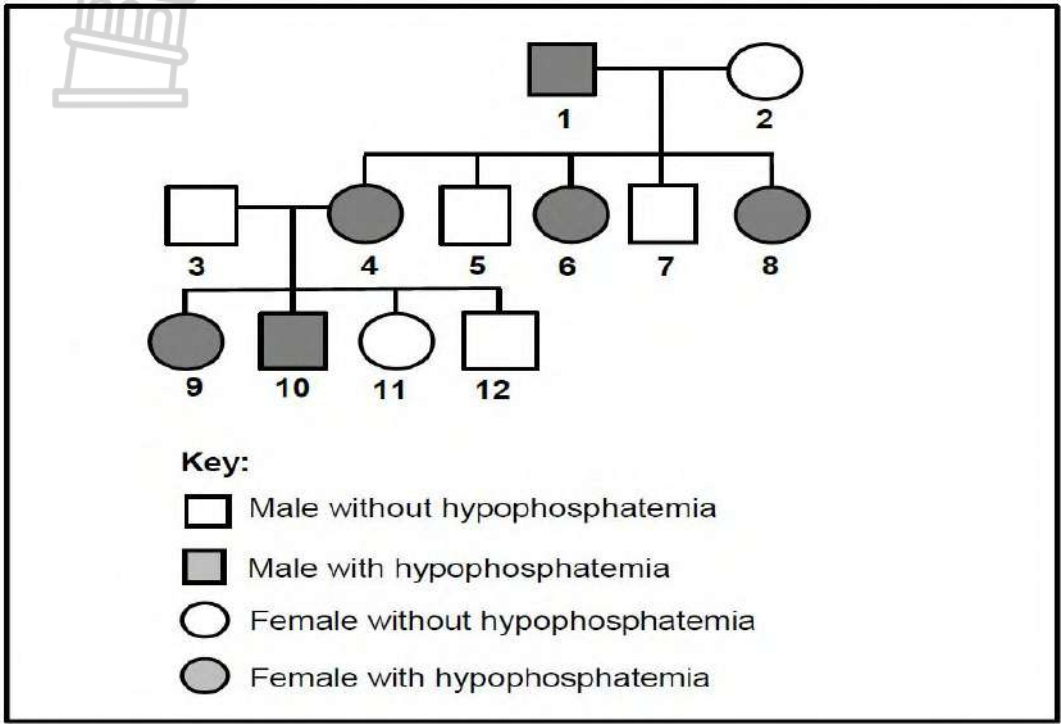 1 2
3 4 5 6 7 8
9 10 11 12
Key:
Male without hypophosphatemia
Male with hypophosphatemia
Female without hypophosphatemia
Female with hypophosphatemia